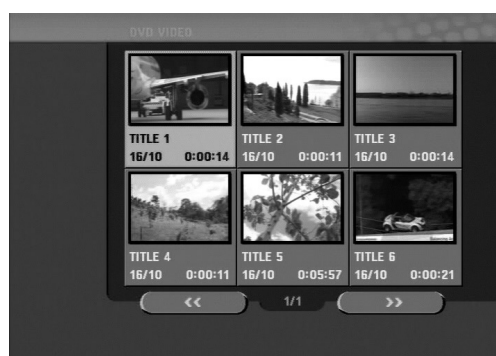 DVD VIDEO
TITLE 1
16/10 0:00:14
TITLE 2
16/10 0:00:11
TITLE 3
16/10 0:00:14
TITLE 4
16/10 0:00:11
TITLE 5
16/10 0:05:57
TITLE 6
16/10 0:00:21
<< 1/1 >>